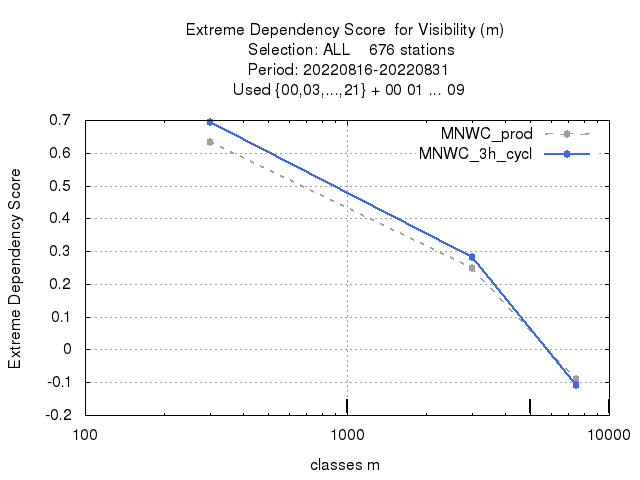 Extreme Dependency Score  for Visibility (m)
Selection: ALL    676 stations
Period: 20220816-20220831
Used {00,03,...,21} + 00 01 ... 09
MNWC_prod
MNWC_3h_cycl
0.7
0.6
0.5
0.4
0.3
0.2
0.1
0
-0.1
-0.2
Extreme Dependency Score
100
1000
10000
classes m